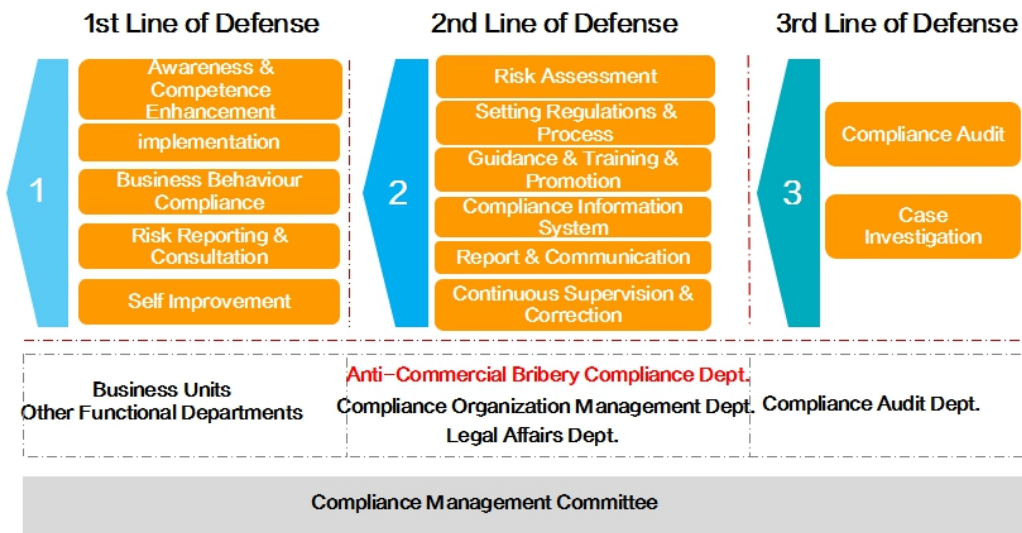 1st Line of Defense
2nd Line of Defense
3rd Line of Defense
1
Awareness &
Competence
Enhancement
implementation
Business Behaviour
Compliance
Risk Reporting &
Consultation
Self Improvement
2
Risk Assessment
Setting Regulations &
Process
Guidance & Training &
Promotion
Compliance Information
System
Report & Communication
Continuous Supervision &
Correction
3
Compliance Audit
Case
Investigation
Business Units
Other Functional Departments
Anti-Commercial Bribery Compliance Dept.
Compliance Organization Management Dept.
Legal Affairs Dept.
Compliance Audit Dept.
Compliance Management Committee